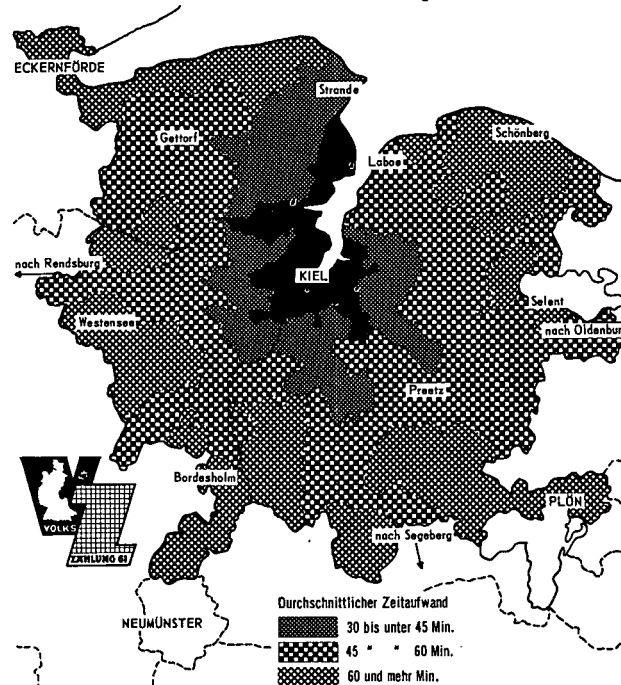 ECKERNFÖRDE
Strande
Gettorf
Schönberg
Laboe
nach Rendsburg
KIEL
Selent
Westensee
nach Oldenburg
Preetz
Bordesholm
PLÖN
VOLKS
ZÄHLUNG 61
nach Segeberg
NEUMÜNSTER
Durchschnittlicher Zeitaufwand
30 bis unter 45 Min.
45 " " 60 Min.
60 und mehr Min.